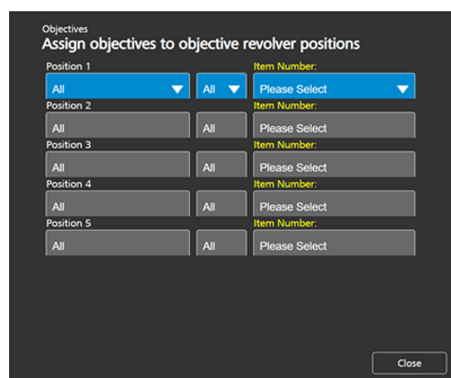 Objectives
Assign objectives to objective revolver positions
Position 1 Item Number:
All All Please Select
Position 2 Item Number:
All All Please Select
Position 3 Item Number:
All All Please Select
Position 4 Item Number:
All All Please Select
Position 5 Item Number:
All All Please Select
Close